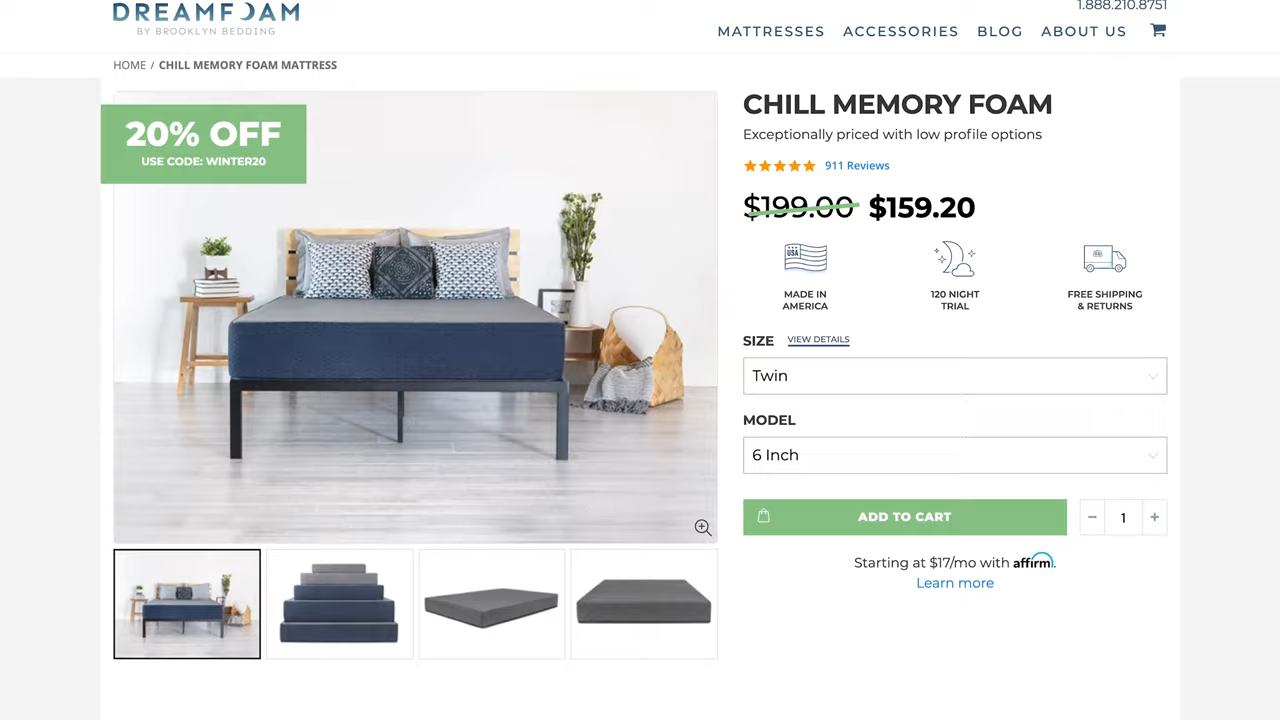 DREAMFOAM
BY BROOKLYN BEDDING
1.888.210.8751
MATTRESSES ACCESSORIES BLOG ABOUT US
HOME / CHILL MEMORY FOAM MATTRESS
20% OFF
USE CODE: WINTER20
CHILL MEMORY FOAM
Exceptionally priced with low profile options
911 Reviews
$199.00 $159.20
USA
MADE IN
AMERICA
120 NIGHT
TRIAL
FREE SHIPPING
& RETURNS
SIZE VIEW DETAILS
Twin
MODEL
6 Inch
ADD TO CART
1
Starting at $17/mo with affirm.
Learn more